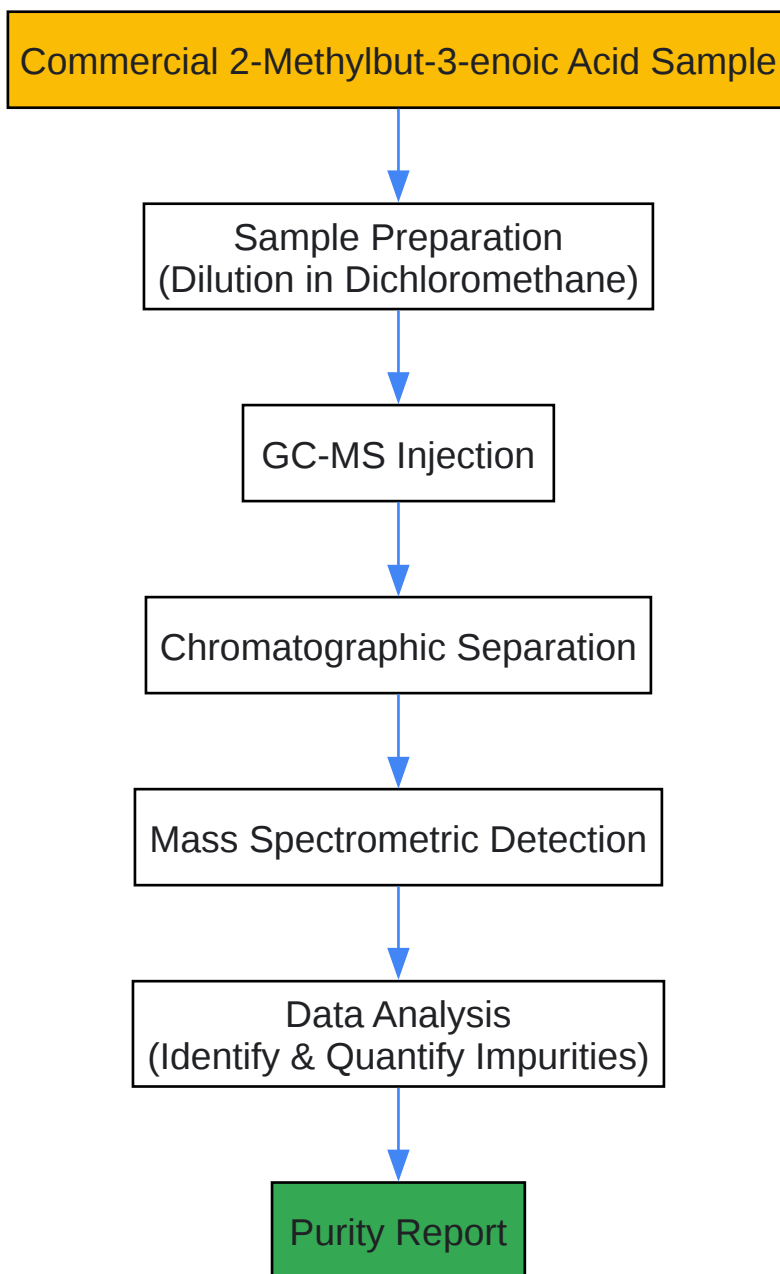 Commercial 2-Methylbut-3-enoic Acid Sample
Sample Preparation
(Dilution in Dichloromethane)
GC-MS Injection
Chromatographic Separation
Mass Spectrometric Detection
Data Analysis
(Identify & Quantify Impurities)
Purity Report